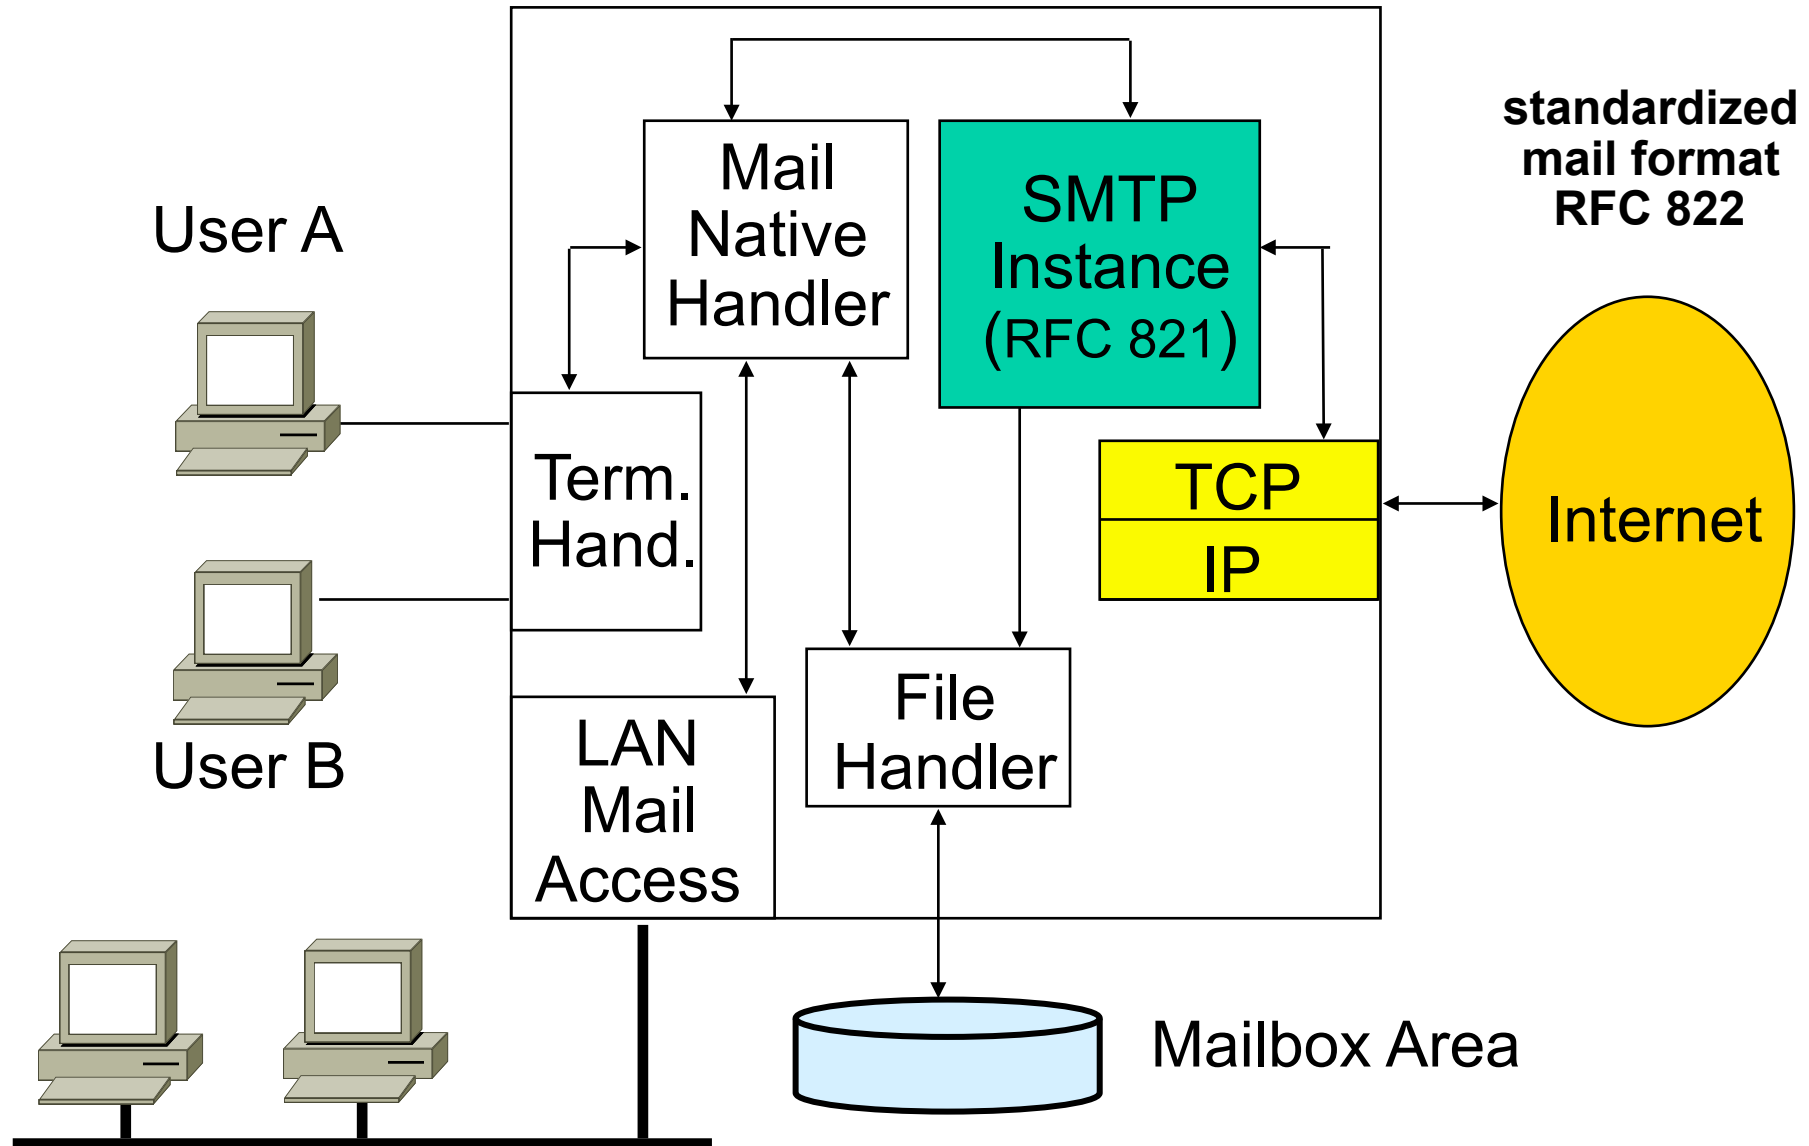 standardized
mail format
RFC 822
User A
Mail
Native
Handler
SMTP
Instance
(RFC 821)
Term.
Hand.
TCP
IP
Internet
User B
LAN
Mail
Access
File
Handler
Mailbox Area